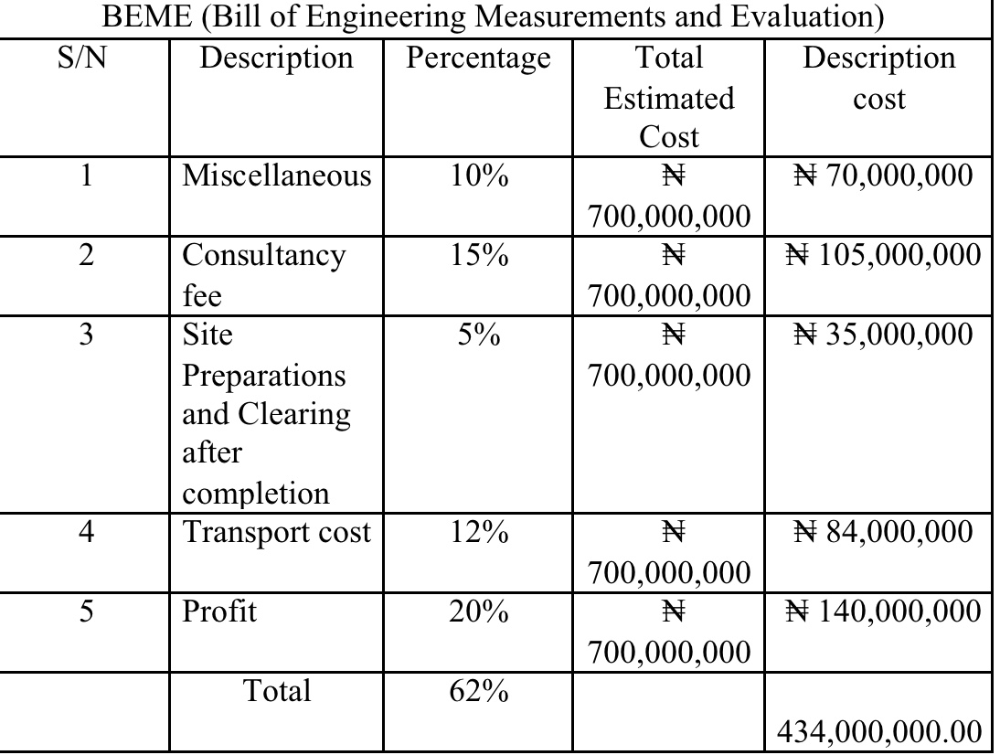 BEME (Bill of Engineering Measurements and Evaluation)
S/N Description Percentage Total Estimated Cost Description cost
1 Miscellaneous 10% ₦ 700,000,000 ₦ 70,000,000
2 Consultancy fee 15% ₦ 700,000,000 ₦ 105,000,000
3 Site Preparations and Clearing after completion 5% ₦ 700,000,000 ₦ 35,000,000
4 Transport cost 12% ₦ 700,000,000 ₦ 84,000,000
5 Profit 20% ₦ 700,000,000 ₦ 140,000,000
Total 62% 434,000,000.00